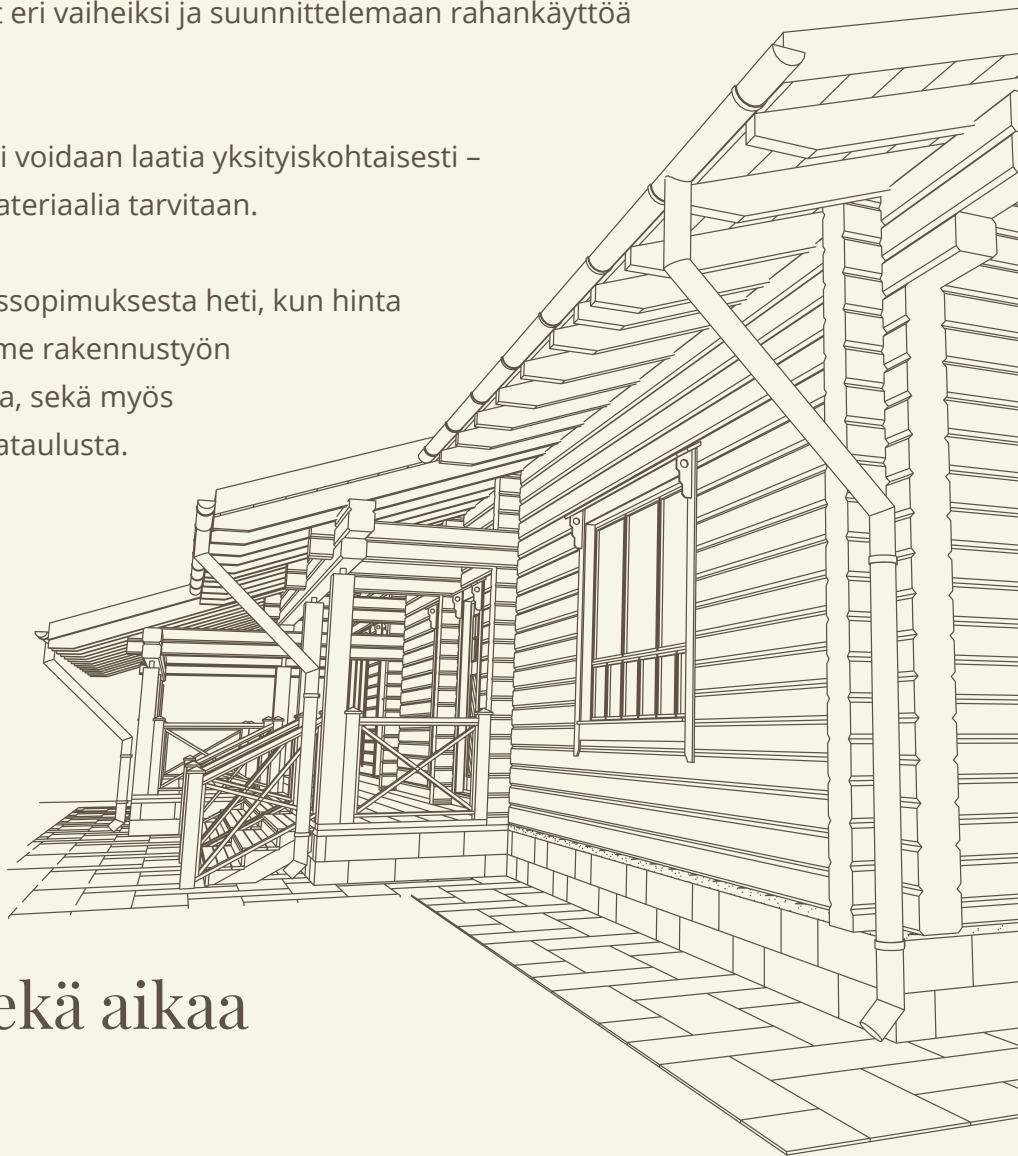 t eri vaiheiksi ja suunnittelemaan rahankäyttöä
i voidaan laatia yksityiskohtaisesti –
ateriaalia tarvitaan.
ssopimuksesta heti, kun hinta
me rakennustyön
a, sekä myös
ataulusta.
ekä aikaa